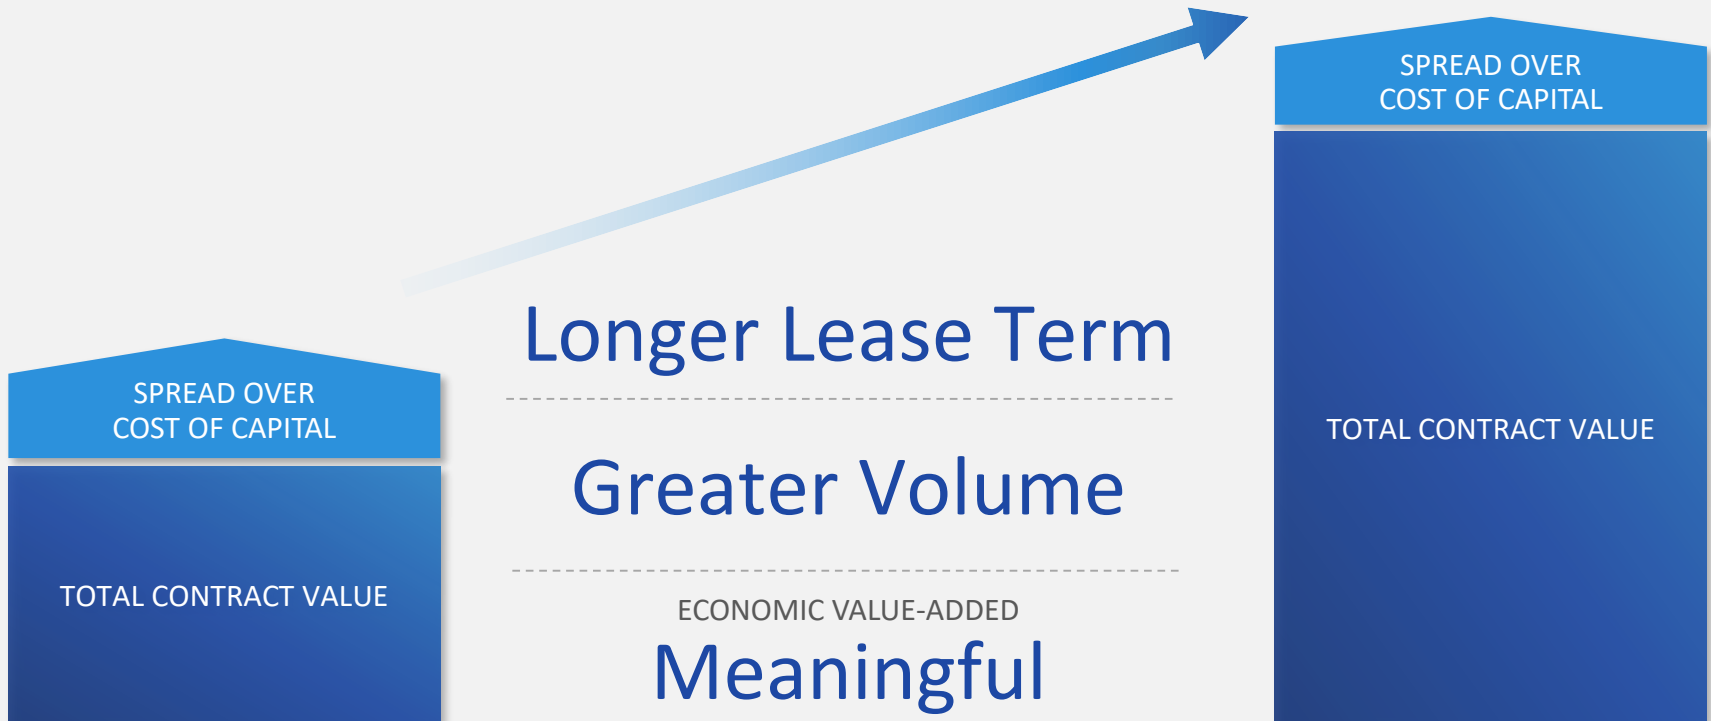 SPREAD OVER
COST OF CAPITAL
TOTAL CONTRACT VALUE
Longer Lease Term
Greater Volume
ECONOMIC VALUE-ADDED
Meaningful
SPREAD OVER
COST OF CAPITAL
TOTAL CONTRACT VALUE